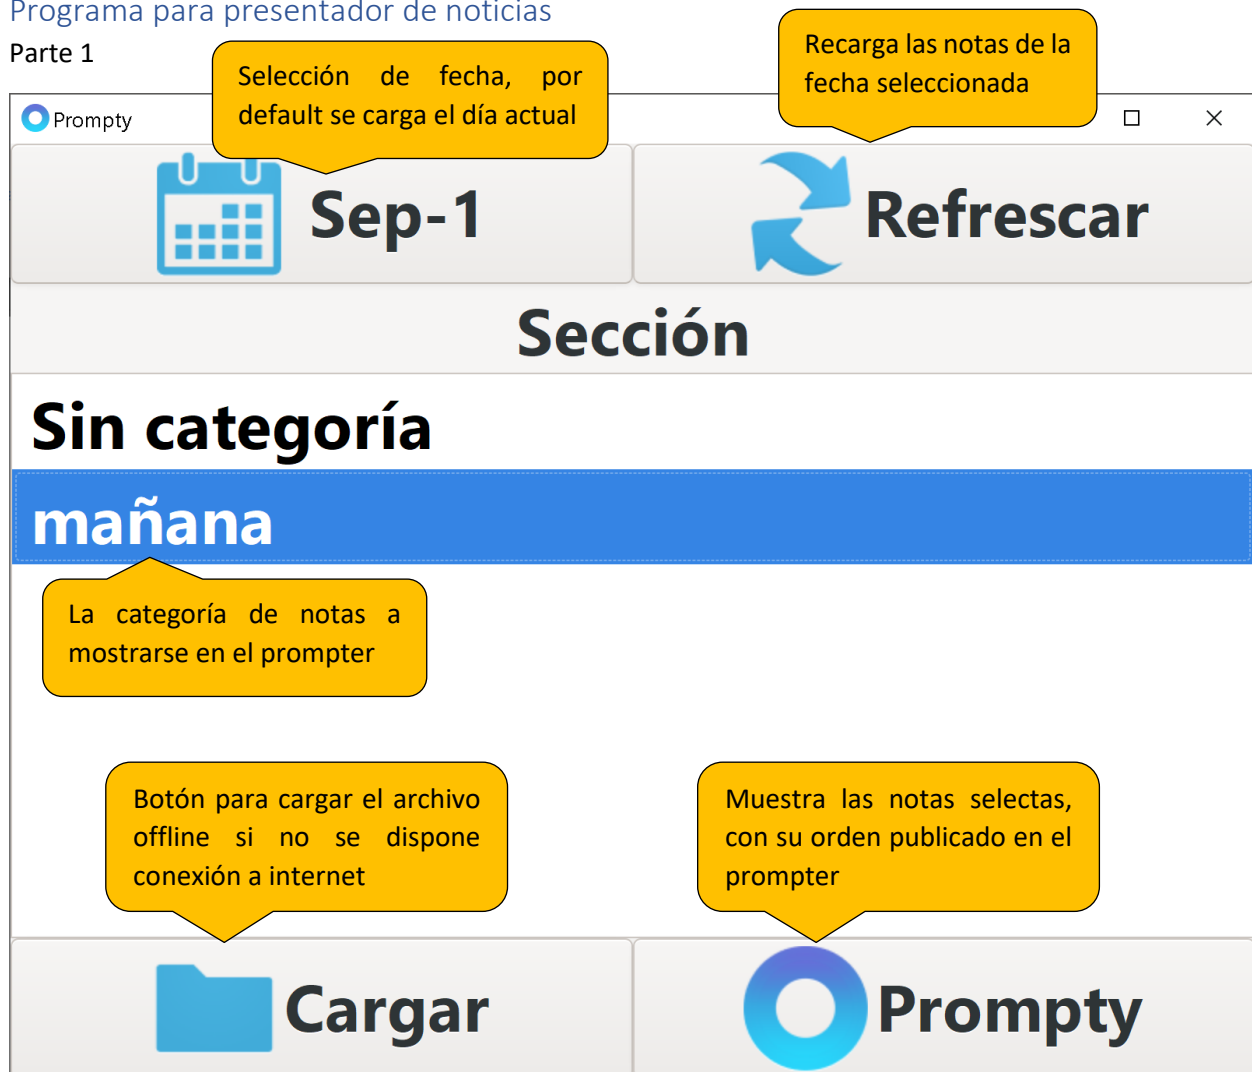 Programa para presentador de noticias
Parte 1
Selección de fecha, por
default se carga el día actual
Recarga las notas de la
fecha seleccionada
Prompty
Sep-1
Refrescar
Sección
Sin categoría
mañana
La categoría de notas a
mostrarse en el prompter
Botón para cargar el archivo
offline si no se dispone
conexión a internet
Muestra las notas selectas,
con su orden publicado en el
prompter
Cargar
Prompty